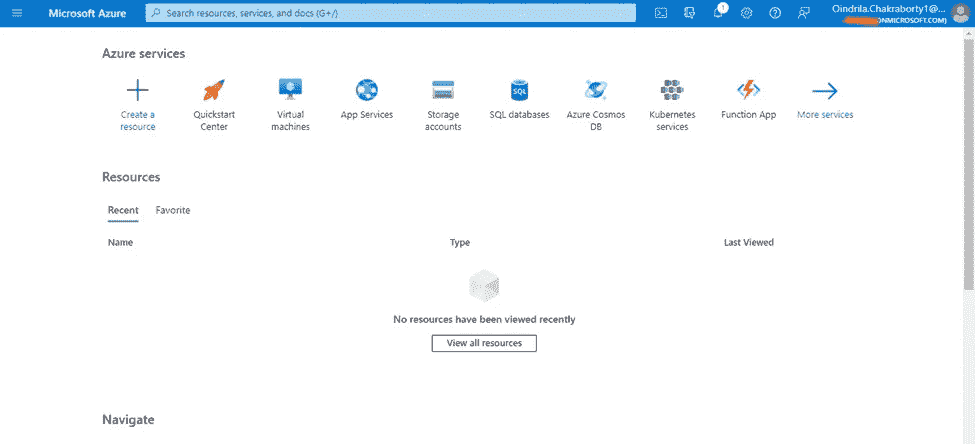 Microsoft Azure
Search resources, services, and docs (G+/)
1
Oindrila.Chakraborty1@...
ONMICROSOFT.COM)
Azure services
Create a
resource
Quickstart
Center
Virtual
machines
App Services
Storage
accounts
SQL databases
Azure Cosmos
DB
Kubernetes
services
Function App
More services
SQL
Resources
Recent
Favorite
Name
Type
Last Viewed
No resources have been viewed recently
View all resources
Navigate